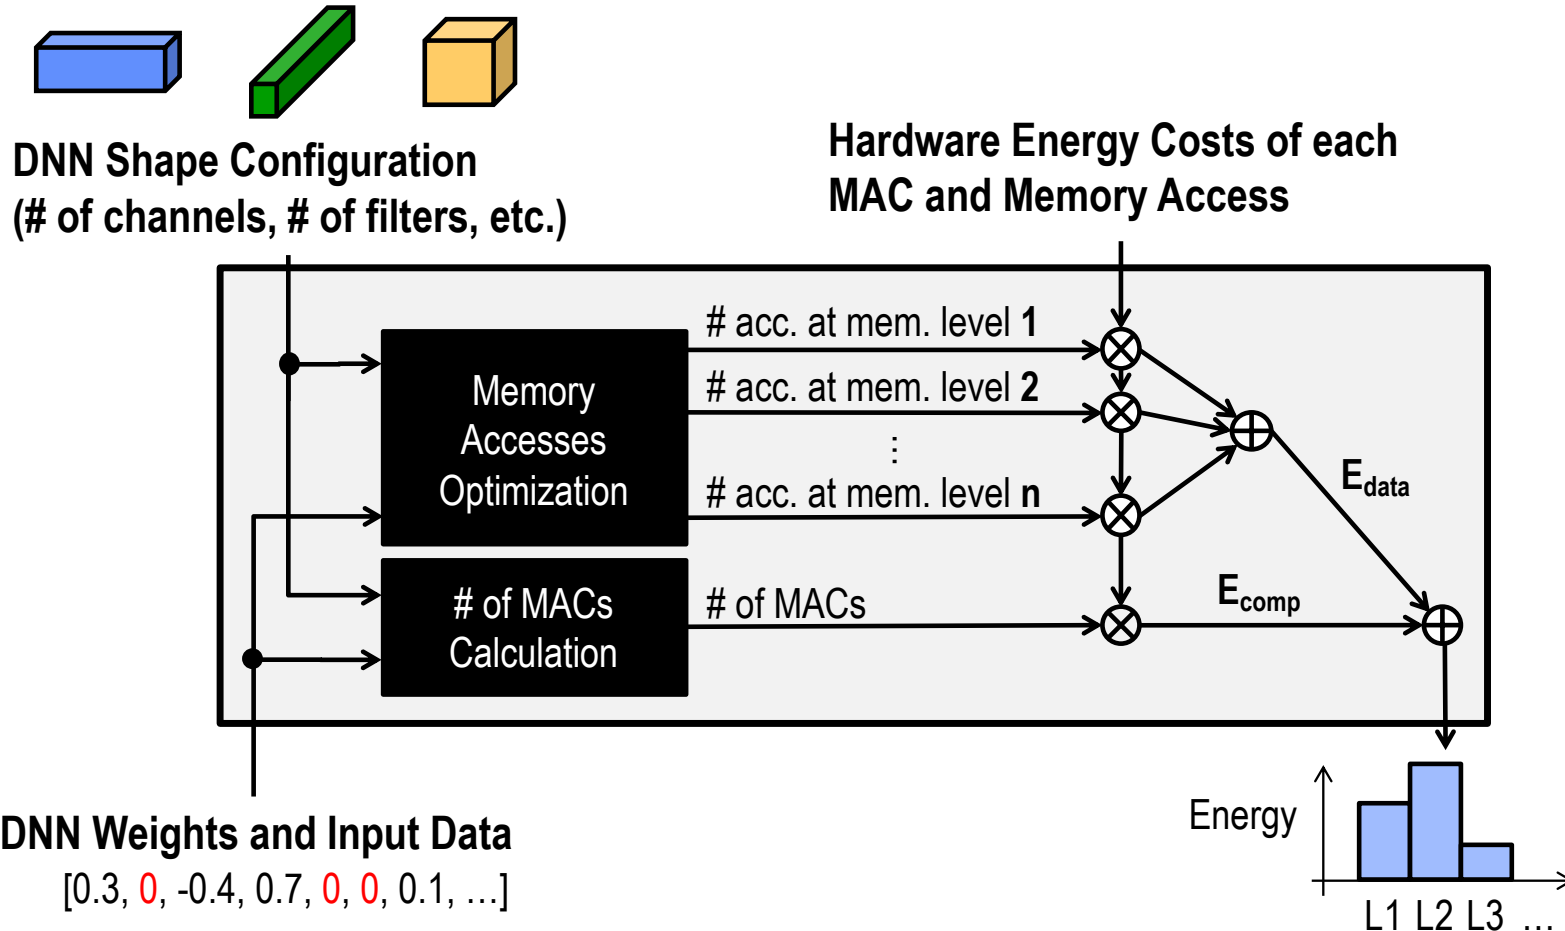 DNN Shape Configuration
(# of channels, # of filters, etc.)
Hardware Energy Costs of each
MAC and Memory Access
Memory
Accesses
Optimization
# acc. at mem. level 1
# acc. at mem. level 2
⋮
# acc. at mem. level n
E_data
# of MACs
Calculation
# of MACs
E_comp
DNN Weights and Input Data
[0.3, 0, -0.4, 0.7, 0, 0, 0.1, …]
Energy
L1 L2 L3 …